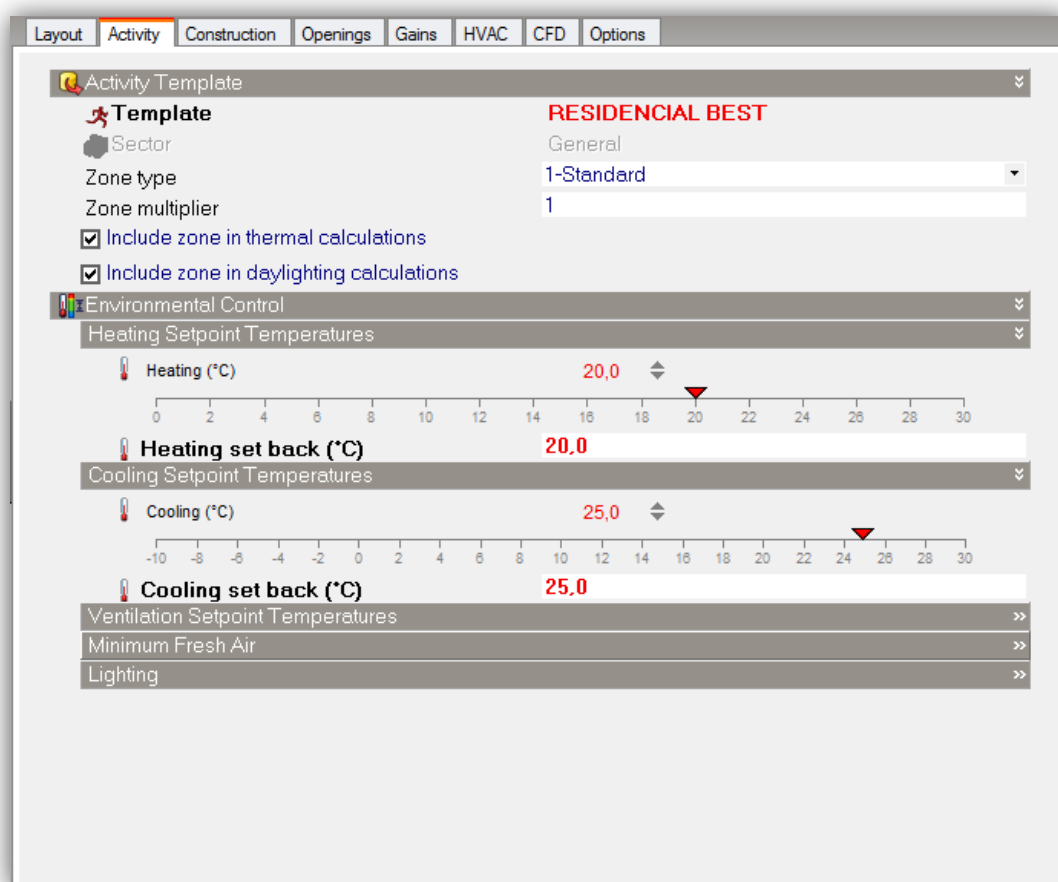 Layout Activity Construction Openings Gains HVAC CFD Options
Activity Template
Template RESIDENCIAL BEST
Sector General
Zone type 1-Standard
Zone multiplier 1
Include zone in thermal calculations
Include zone in daylighting calculations
Environmental Control
Heating Setpoint Temperatures
Heating (°C) 20,0
0 2 4 6 8 10 12 14 16 18 20 22 24 26 28 30
Heating set back (°C) 20,0
Cooling Setpoint Temperatures
Cooling (°C) 25,0
-10 -8 -6 -4 -2 0 2 4 6 8 10 12 14 16 18 20 22 24 26 28 30
Cooling set back (°C) 25,0
Ventilation Setpoint Temperatures
Minimum Fresh Air
Lighting